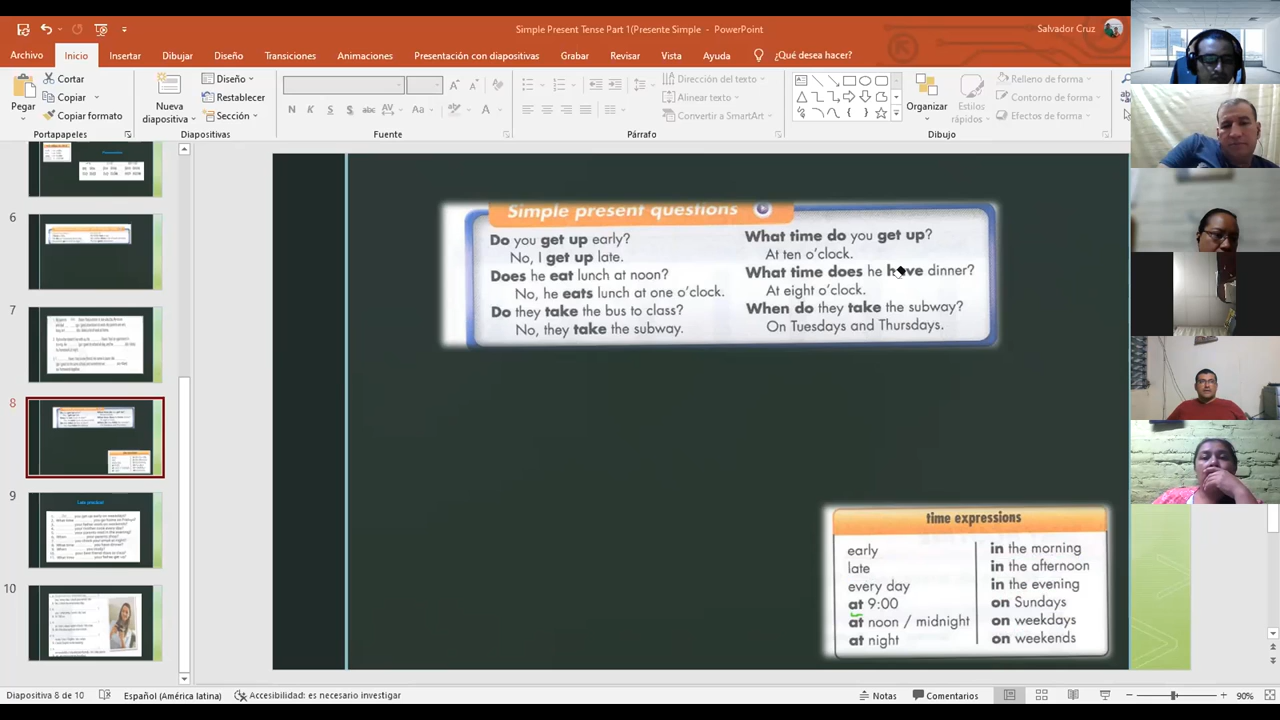 Simple Present Tense Part 1(Presente Simple - PowerPoint
Salvador Cruz
Archivo
Inicio
Insertar
Dibujar
Diseño
Transiciones
Animaciones
Presentación con diapositivas
Grabar
Revisar
Vista
Ayuda
¿Qué desea hacer?
Pegar
Cortar
Copiar
Copiar formato
Portapapeles
Nueva
diapositiva
Diseño
Restablecer
Sección
Diapositivas
N K S S abc AV Aa A
Fuente
Párrafo
Dirección del texto
Alinear texto
Convertir a SmartArt
Organizar
Estilos
rápidos
Relleno de forma
Contorno de forma
Efectos de forma
Dibujo
6
7
8
9
10
Simple present questions
Do you get up early?
No, I get up late.
Does he eat lunch at noon?
No, he eats lunch at one o'clock.
Do they take the bus to class?
No, they take the subway.
What time do you get up?
At ten o'clock.
What time does he have dinner?
At eight o'clock.
When do they take the subway?
On Tuesdays and Thursdays.
time expressions
early
late
every day
at 9:00
at noon / midnight
at night
in the morning
in the afternoon
in the evening
on Sundays
on weekdays
on weekends
Diapositiva 8 de 10
Español (América latina)
Accesibilidad: es necesario investigar
Notas
Comentarios
90%